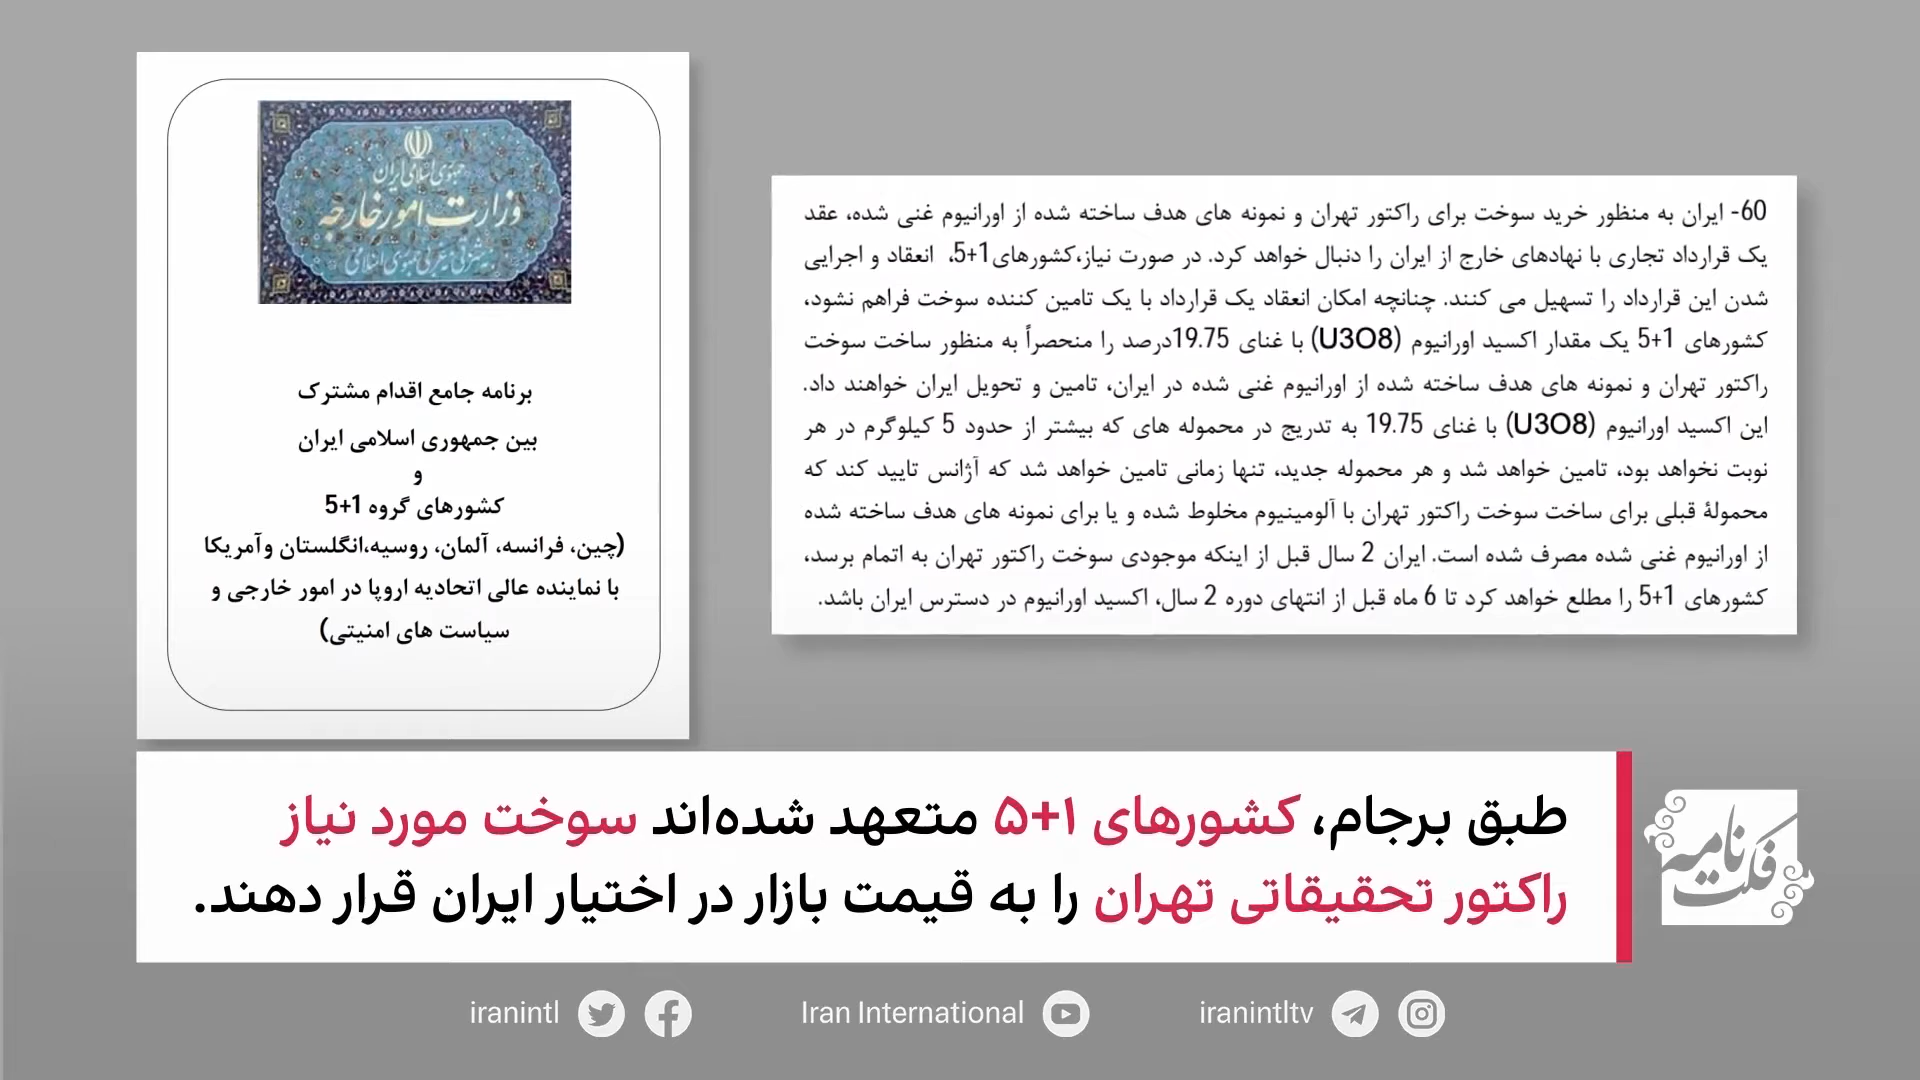 جمهوری اسلامی ایران
وزارت امور خارجه
برنامه جامع اقدام مشترک
بین جمهوری اسلامی ایران
و
کشورهای گروه 1+5
(چین، فرانسه، آلمان، روسیه،انگلستان وآمریکا
با نماینده عالی اتحادیه اروپا در امور خارجی و
سیاست های امنیتی)
60- ایران به منظور خرید سوخت برای راکتور تهران و نمونه های هدف ساخته شده از اورانیوم غنی شده، عقد
یک قرارداد تجاری با نهادهای خارج از ایران را دنبال خواهد کرد. در صورت نیاز،کشورهای1+5، انعقاد و اجرایی
شدن این قرارداد را تسهیل می کنند. چنانچه امکان انعقاد یک قرارداد با یک تامین کننده سوخت فراهم نشود،
کشورهای 1+5 یک مقدار اکسید اورانیوم (U3O8) با غنای 19.75درصد را منحصراً به منظور ساخت سوخت
راکتور تهران و نمونه های هدف ساخته شده از اورانیوم غنی شده در ایران، تامین و تحویل ایران خواهند داد.
این اکسید اورانیوم (U3O8) با غنای 19.75 به تدریج در محموله های که بیشتر از حدود 5 کیلوگرم در هر
نوبت نخواهد بود، تامین خواهد شد و هر محموله جدید، تنها زمانی تامین خواهد شد که آژانس تایید کند که
محمولۀ قبلی برای ساخت سوخت راکتور تهران با آلومینیوم مخلوط شده و یا برای نمونه های هدف ساخته شده
از اورانیوم غنی شده مصرف شده است. ایران 2 سال قبل از اینکه موجودی سوخت راکتور تهران به اتمام برسد،
کشورهای 1+5 را مطلع خواهد کرد تا 6 ماه قبل از انتهای دوره 2 سال، اکسید اورانیوم در دسترس ایران باشد.
طبق برجام، کشورهای ۱+۵ متعهد شده‌اند سوخت مورد نیاز
راکتور تحقیقاتی تهران را به قیمت بازار در اختیار ایران قرار دهند.
فکت نامه
iranintl
Iran International
iranintltv